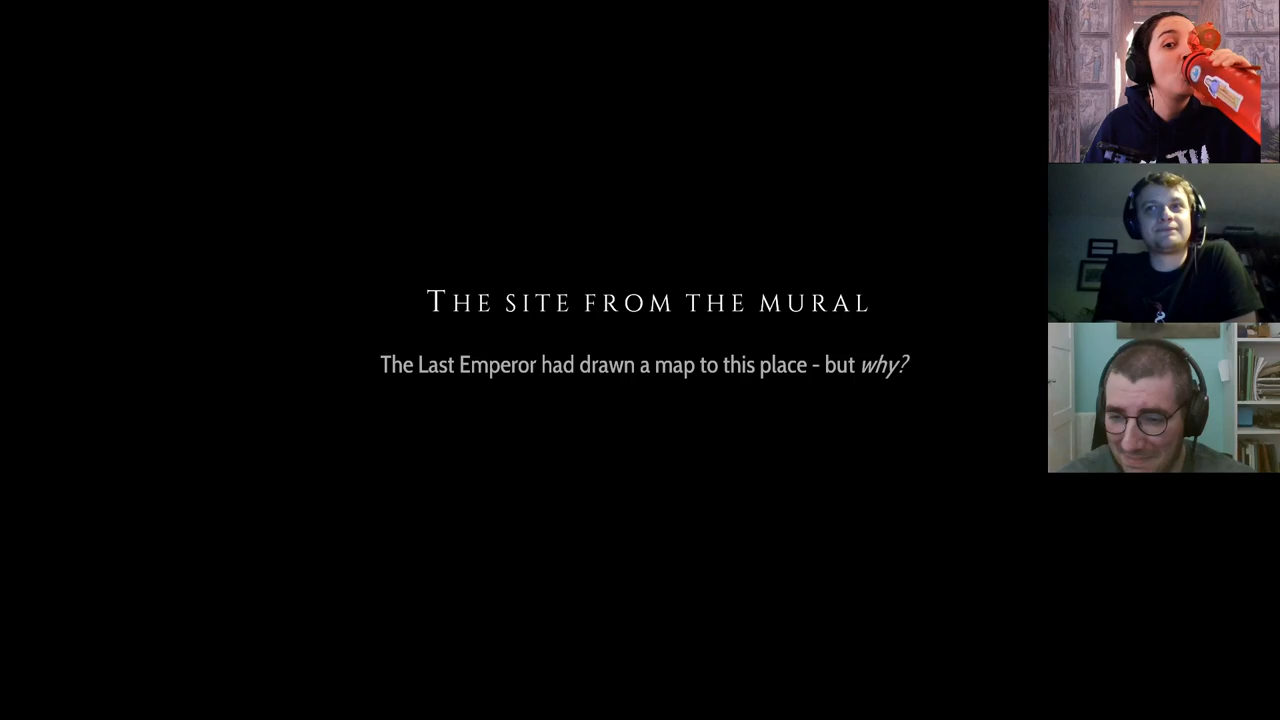 The site from the mural
The Last Emperor had drawn a map to this place - but why?